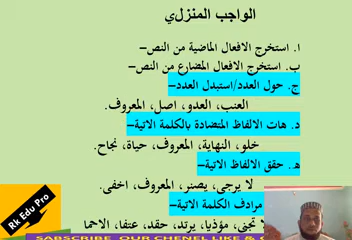 الواجب المنزلي
ا. استخرج الافعال الماضية من النص–
ب. استخرج الافعال المضارع من النص–
ج. حول العدد/استبدل العدد–
العنب، العدو، اصل، المعروف.
د. هات الالفاظ المتضادة بالكلمة الاتية–
خلو، النهاية، المعروف، حياة، نجاح.
ه. حقق الالفاظ الاتية–
لا يرجى، يصنر، المعروف، اخفى.
مرادف الكلمة الاتية–
تجنى، مؤذيا، يرتد، حقد، عتفا، الاحما
Rk Edu Pro
SUBSCRIBE OUR CHENEL LIKE &